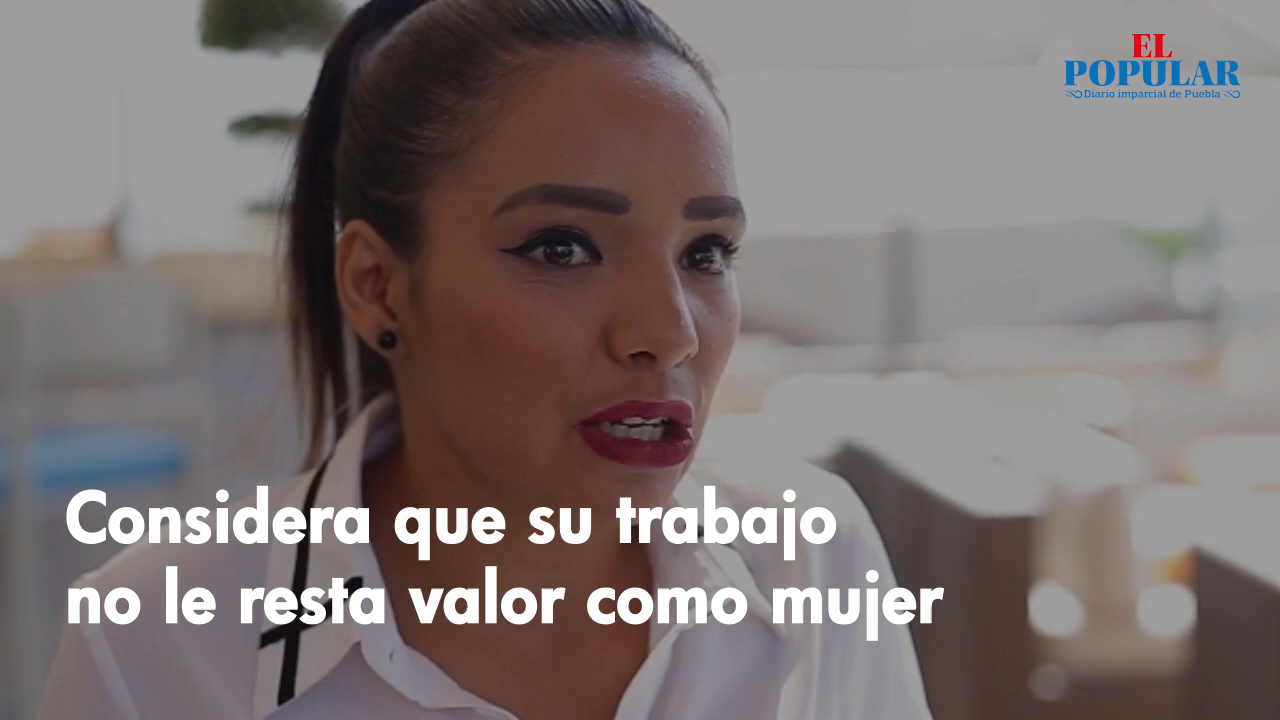 EL
POPULAR
Diario imparcial de Puebla
Considera que su trabajo
no le resta valor como mujer